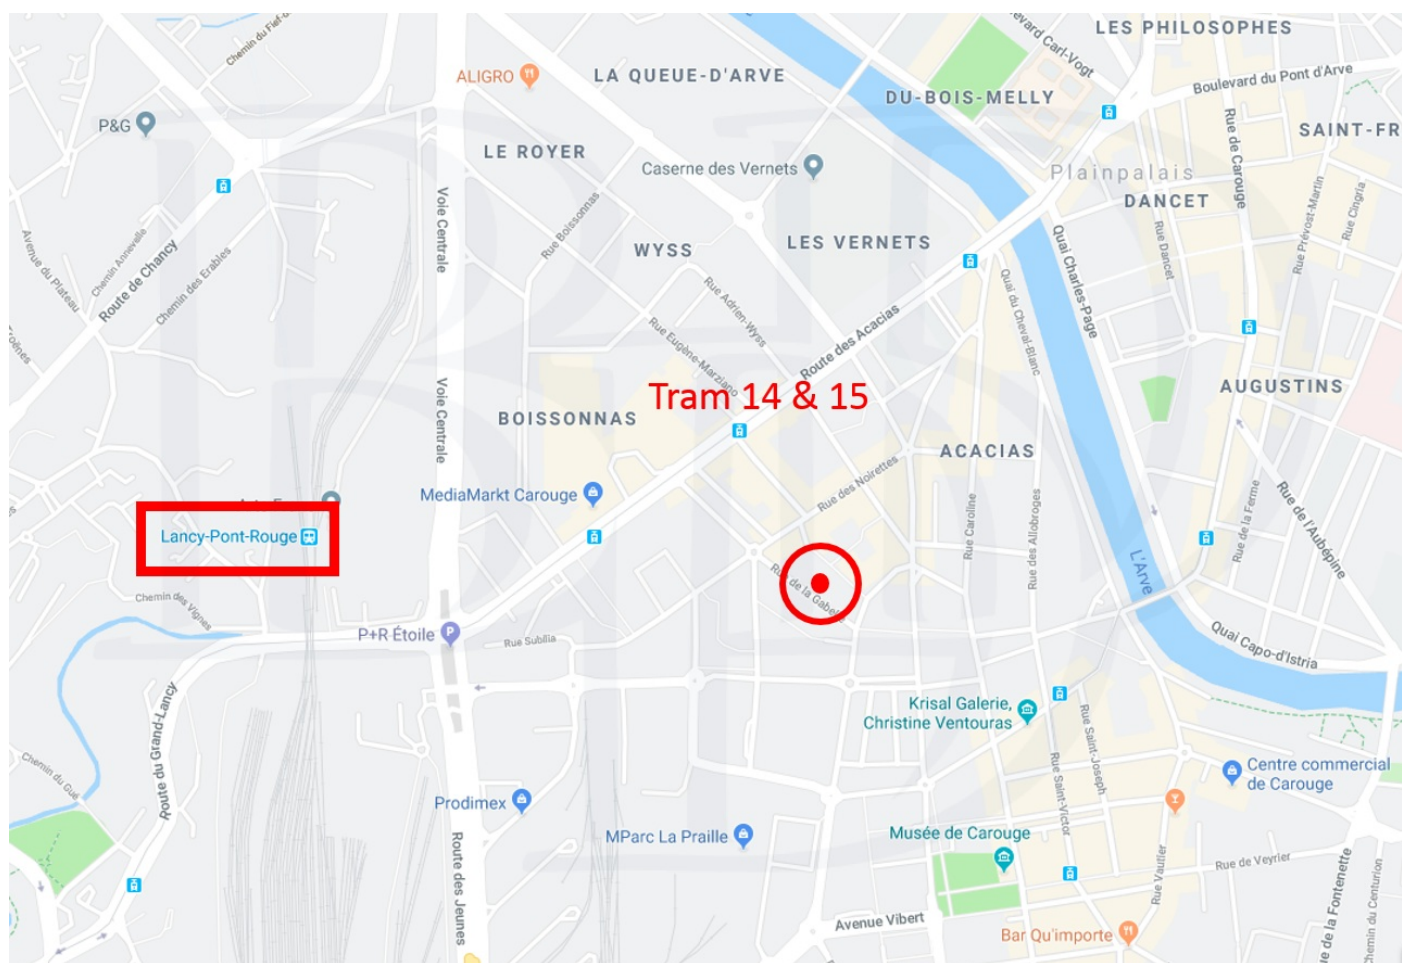 Chemin du Fief-de
LES PHILOSOPHES
Boulevard Carl-Vogt
ALIGRO
LA QUEUE-D'ARVE
Boulevard du Pont d'Arve
DU-BOIS-MELLY
P&G
SAINT-FR
LE ROYER
Caserne des Vernets
Plainpalais
Rue de Carouge
DANCET
Voie Centrale
Rue Boissonnas
Rue Prévost-Martin
Rue Cingria
WYSS
LES VERNETS
Quai Charles-Page
Rue Dancet
Avenue du Plateau
Chemin Annevelle
Route de Chancy
Chemin des Erables
Rue Adrien-Wyss
Quai du Cheval-Blanc
Rue Eugène-Marziano
Route des Acacias
Tram 14 & 15
AUGUSTINS
Voie Centrale
BOISSONNAS
ACACIAS
Rue des Noirettes
MediaMarkt Carouge
Rue Caroline
Rue des Allobroges
Rue de la Ferme
Rue de l'Aubépine
Lancy-Pont-Rouge
L'Arve
Rue de la Gabelle
Chemin des Vignes
P+R Étoile
Rue Subilia
Quai Capo-d'Istria
Krisal Galerie,
Christine Ventouras
Route du Grand-Lancy
Rue Saint-Joseph
Chemin du Gué
Centre commercial
de Carouge
Rue Saint-Victor
Prodimex
MParc La Praille
Musée de Carouge
Route des Jeunes
Rue de Veyrier
Rue Vautier
Avenue Vibert
Bar Qu'importe
e de la Fontenette
hemin du Centurion